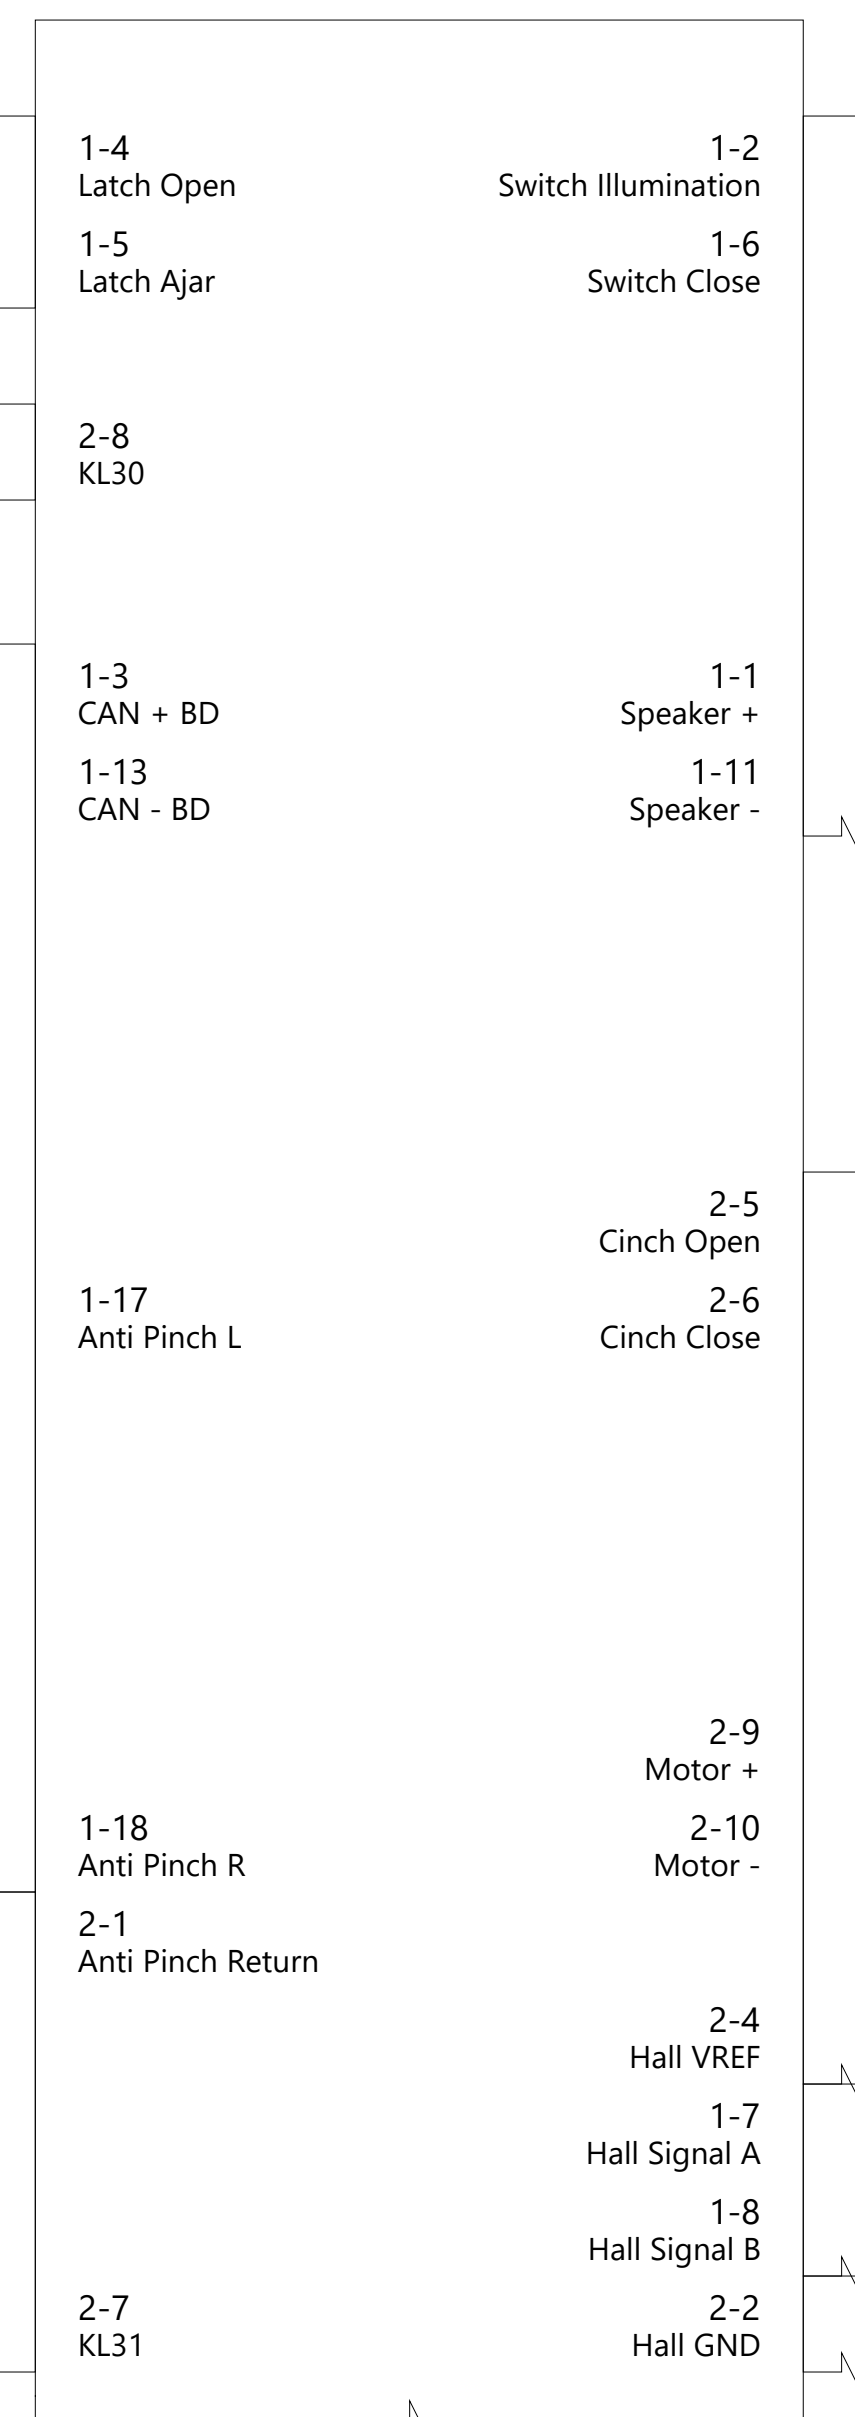 1-4
Latch Open
1-2
Switch Illumination
1-5
Latch Ajar
1-6
Switch Close
2-8
KL30
1-3
CAN + BD
1-1
Speaker +
1-13
CAN - BD
1-11
Speaker -
2-5
Cinch Open
1-17
Anti Pinch L
2-6
Cinch Close
2-9
Motor +
1-18
Anti Pinch R
2-10
Motor -
2-1
Anti Pinch Return
2-4
Hall VREF
1-7
Hall Signal A
1-8
Hall Signal B
2-7
KL31
2-2
Hall GND